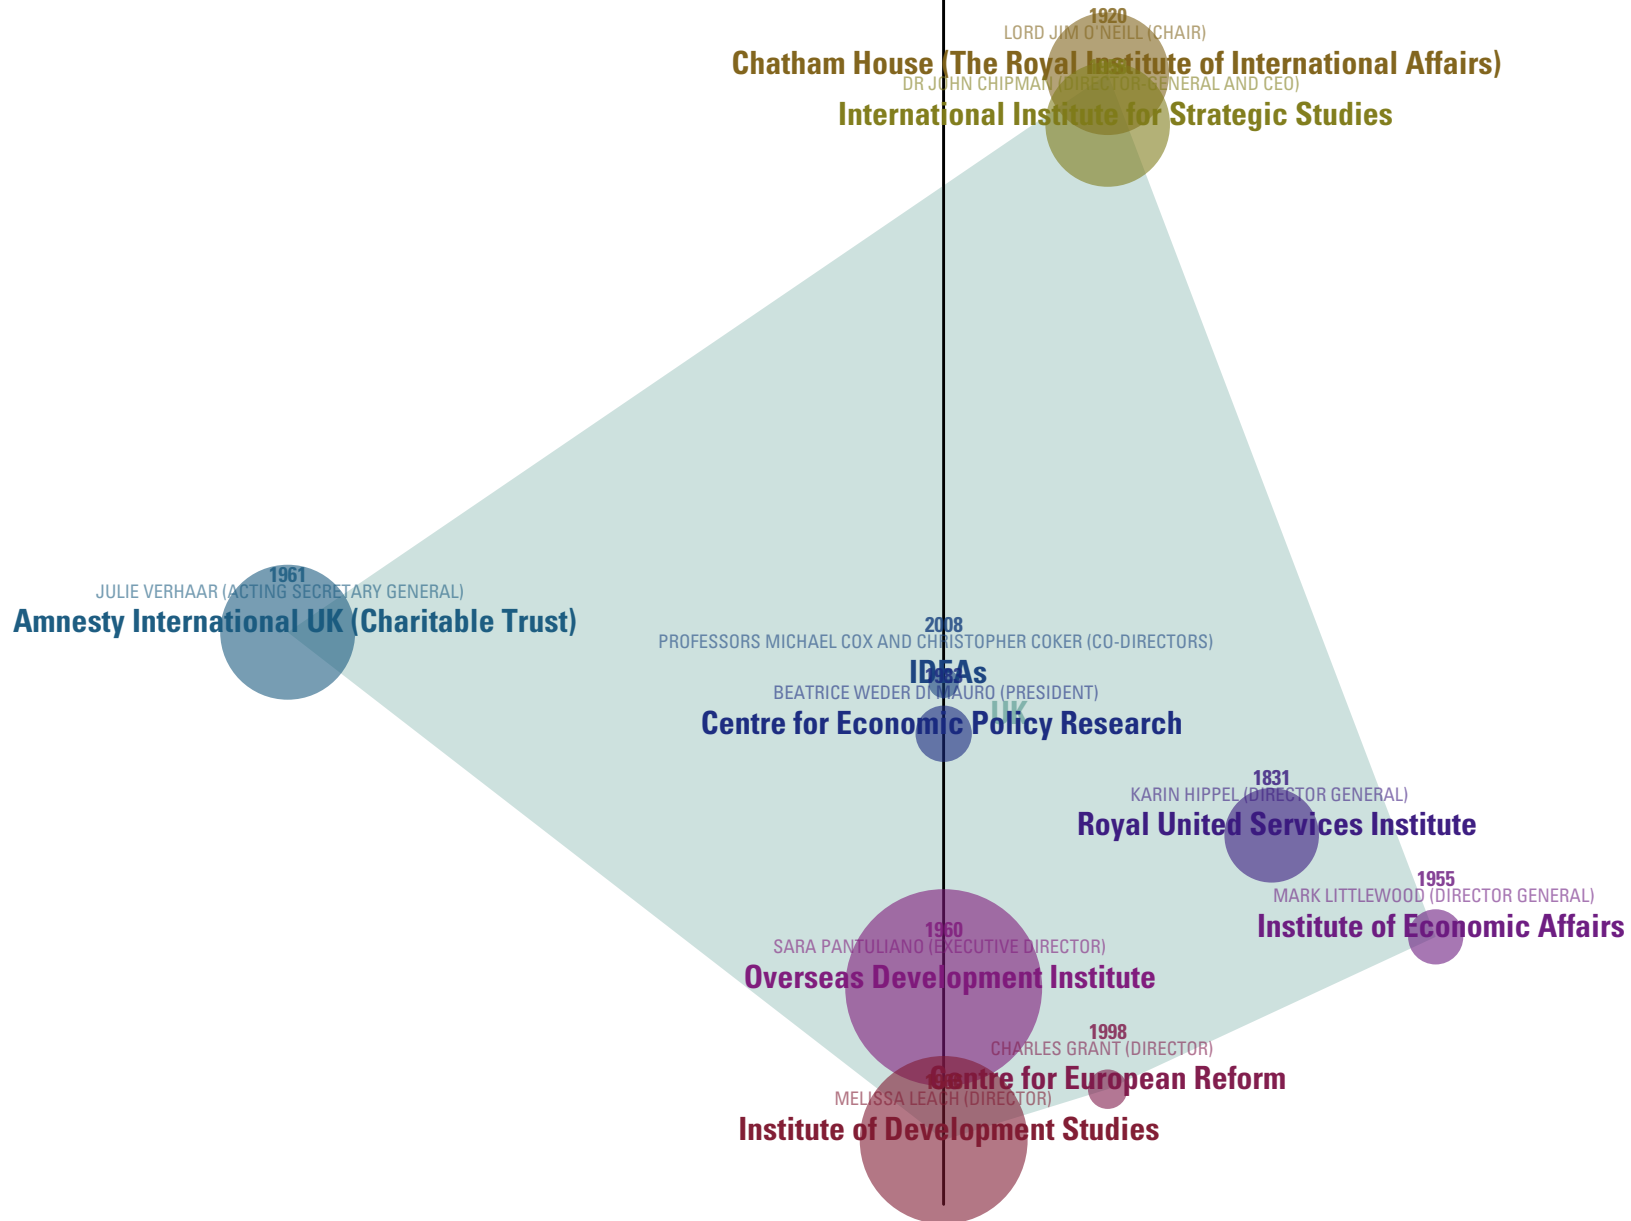 1920
LORD JIM O'NEILL (CHAIR)
Chatham House (The Royal Institute of International Affairs)
DR JOHN CHIPMAN (DIRECTOR-GENERAL AND CEO)
International Institute for Strategic Studies
1961
JULIE VERHAAR (ACTING SECRETARY GENERAL)
Amnesty International UK (Charitable Trust)
2008
PROFESSORS MICHAEL COX AND CHRISTOPHER COKER (CO-DIRECTORS)
IDEAs
BEATRICE WEDER DI MAURO (PRESIDENT)
UK
Centre for Economic Policy Research
1831
KARIN HIPPEL (DIRECTOR GENERAL)
Royal United Services Institute
1955
MARK LITTLEWOOD (DIRECTOR GENERAL)
Institute of Economic Affairs
1960
SARA PANTULIANO (EXECUTIVE DIRECTOR)
Overseas Development Institute
1998
CHARLES GRANT (DIRECTOR)
Centre for European Reform
MELISSA LEACH (DIRECTOR)
Institute of Development Studies